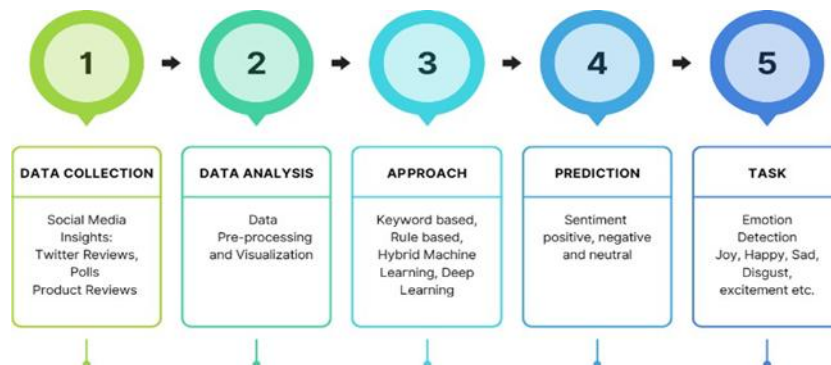 1
2
3
4
5
DATA COLLECTION
Social Media
Insights:
Twitter Reviews,
Polls
Product Reviews
DATA ANALYSIS
Data
Pre-processing
and Visualization
APPROACH
Keyword based,
Rule based,
Hybrid Machine
Learning, Deep
Learning
PREDICTION
Sentiment
positive, negative
and neutral
TASK
Emotion
Detection
Joy, Happy, Sad,
Disgust,
excitement etc.